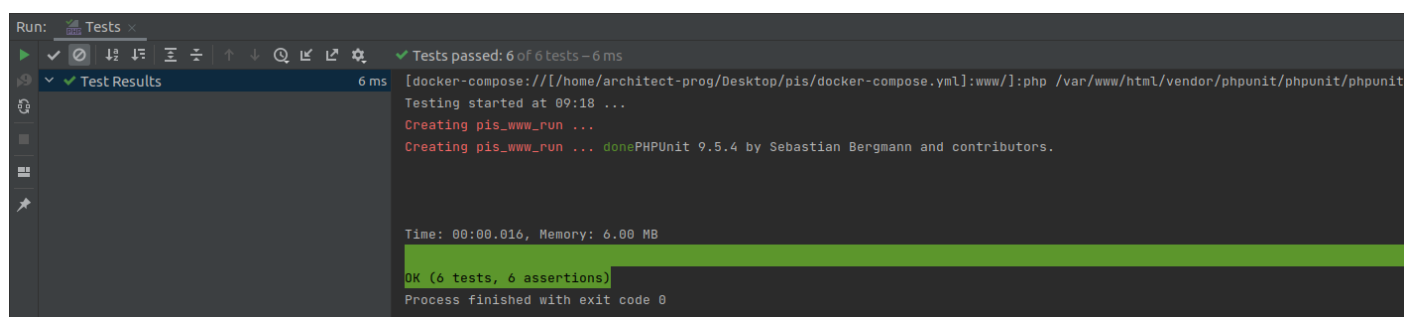 Run: Tests ×
Tests passed: 6 of 6 tests – 6 ms
Test Results 6 ms
[docker-compose://[/home/architect-prog/Desktop/pis/docker-compose.yml]:www/]:php /var/www/html/vendor/phpunit/phpunit/phpunit
Testing started at 09:18 ...
Creating pis_www_run ...
Creating pis_www_run ... donePHPUnit 9.5.4 by Sebastian Bergmann and contributors.
Time: 00:00.016, Memory: 6.00 MB
OK (6 tests, 6 assertions)
Process finished with exit code 0